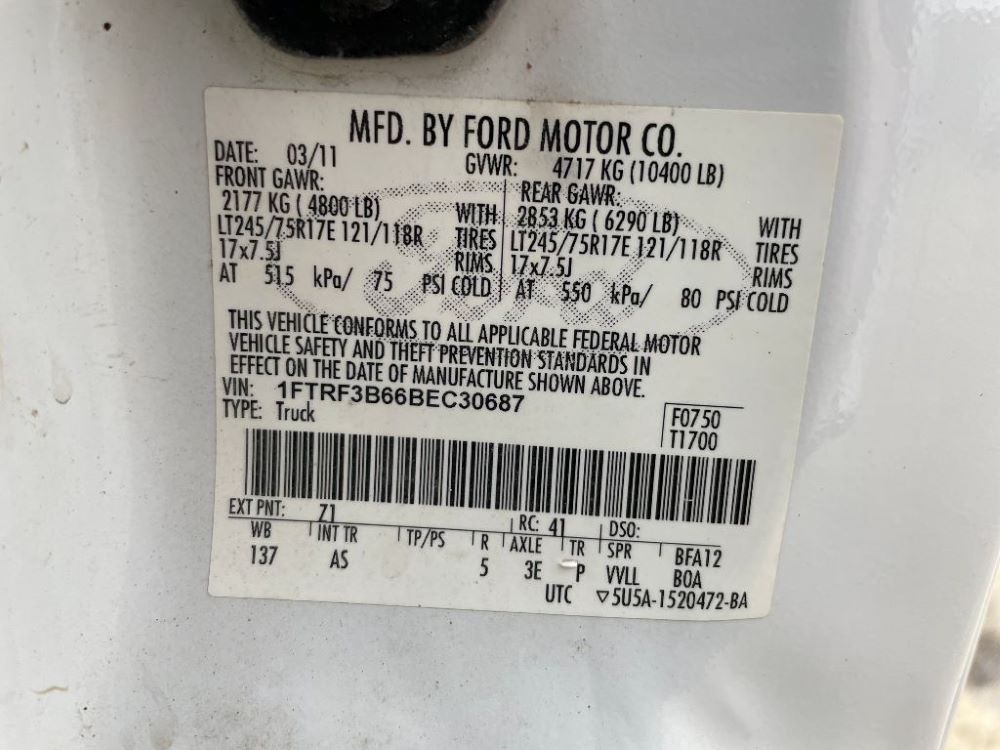 MFD. BY FORD MOTOR CO.
DATE: 03/11 GVWR: 4717 KG (10400 LB)
FRONT GAWR: REAR GAWR:
2177 KG ( 4800 LB) WITH 2853 KG ( 6290 LB) WITH
LT245/75R17E 121/118R TIRES LT245/75R17E 121/118R TIRES
17x7.5J RIMS 17x7.5J RIMS
AT 515 kPa/ 75 PSI COLD AT 550 kPa/ 80 PSI COLD
Ford
THIS VEHICLE CONFORMS TO ALL APPLICABLE FEDERAL MOTOR
VEHICLE SAFETY AND THEFT PREVENTION STANDARDS IN
EFFECT ON THE DATE OF MANUFACTURE SHOWN ABOVE.
VIN: 1FTRF3B66BEC30687
TYPE: Truck
F0750
T1700
EXT PNT: Z1 RC: 41 DSO:
WB INT TR TP/PS R AXLE TR SPR BFA12
137 AS 5 3E P VVLL BOA
UTC ▽5U5A-1520472-BA